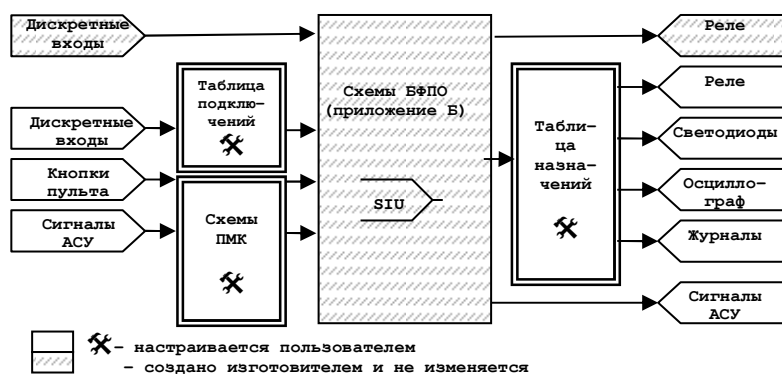 Дискретные
входы
Реле
Таблица
подклю-
чений
Схемы БФПО
(приложение Б)
Реле
Дискретные
входы
Табли-
ца
назна-
чений
Светодиоды
Кнопки
пульта
SIU
Осцилло-
граф
Сигналы
АСУ
Схемы
ПМК
Журналы
Сигналы
АСУ
- настраивается пользователем
- создано изготовителем и не изменяется